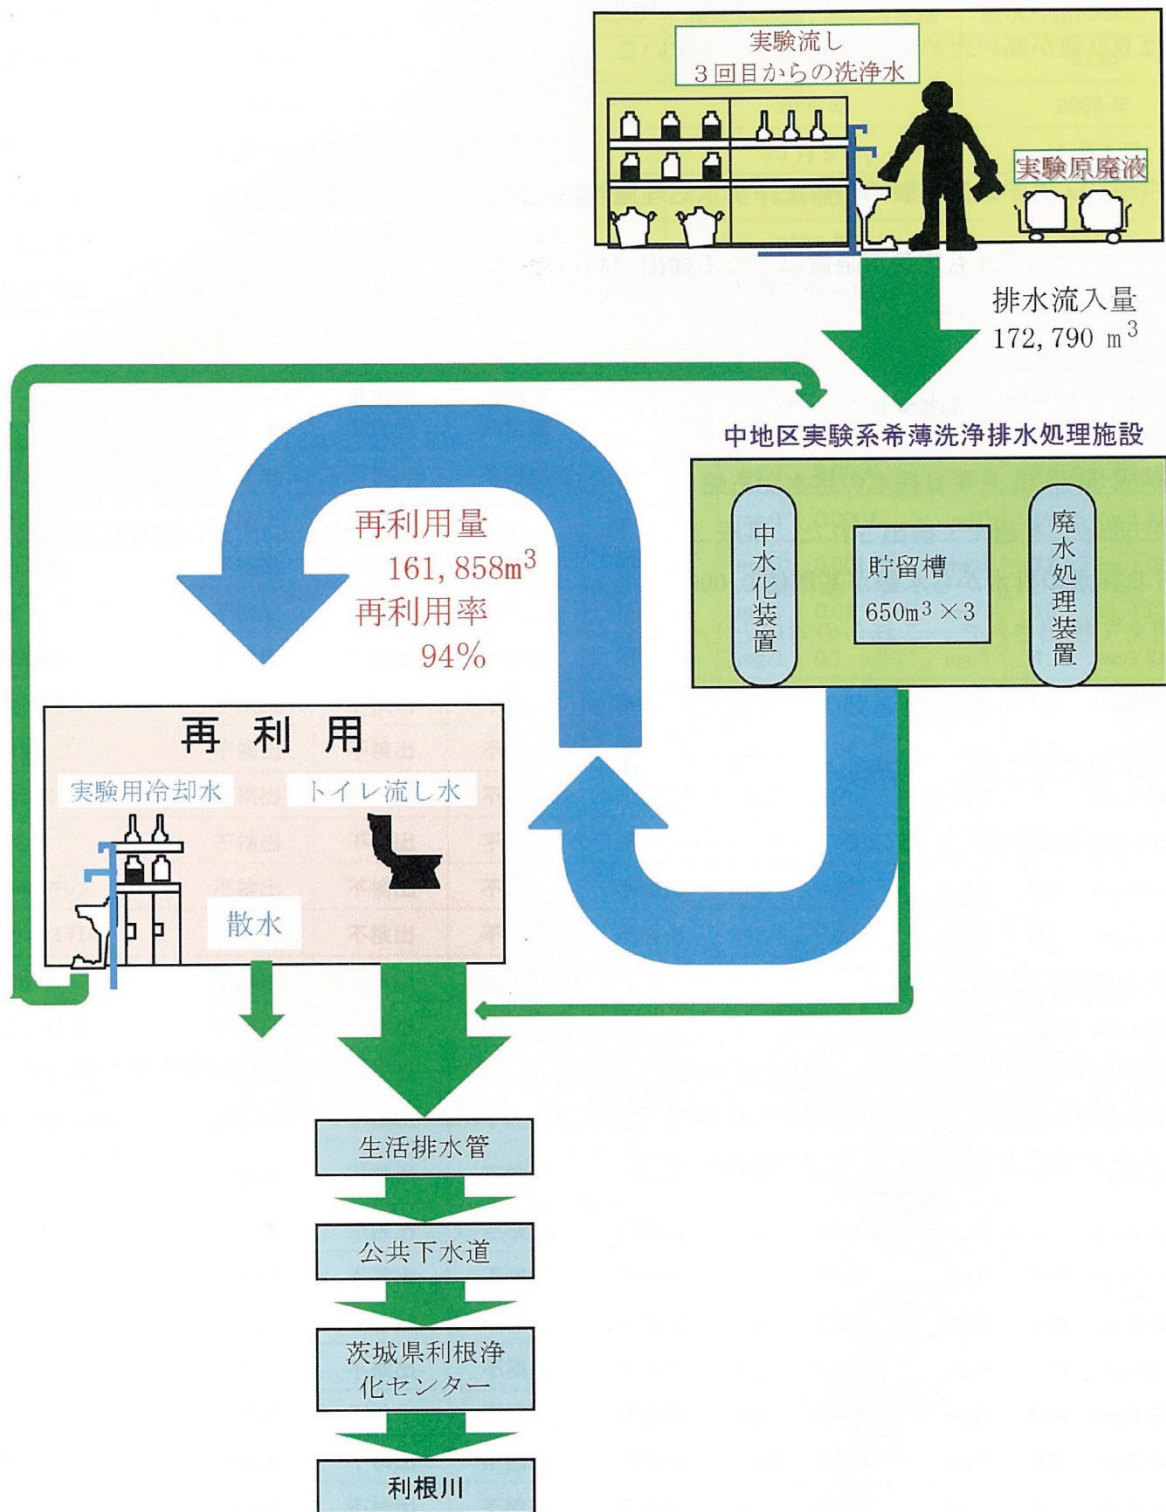 実験流し
3回目からの洗浄水
実験原廃液
排水流入量
172,790 m³
中地区実験系希薄洗浄排水処理施設
中水化装置
貯留槽
650m³×3
廃水処理装置
再利用量
161,858m³
再利用率
94%
再利用
実験用冷却水
トイレ流し水
散水
生活排水管
公共下水道
茨城県利根浄
化センター
利根川